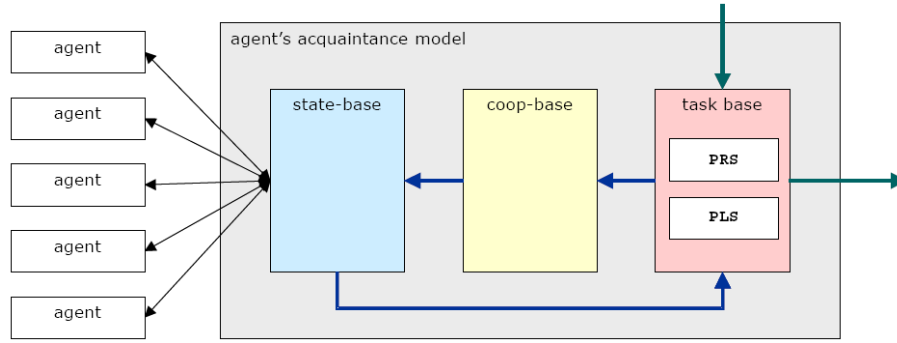 agent
agent
agent
agent
agent
agent's acquaintance model
state-base
coop-base
task base
PRS
PLS